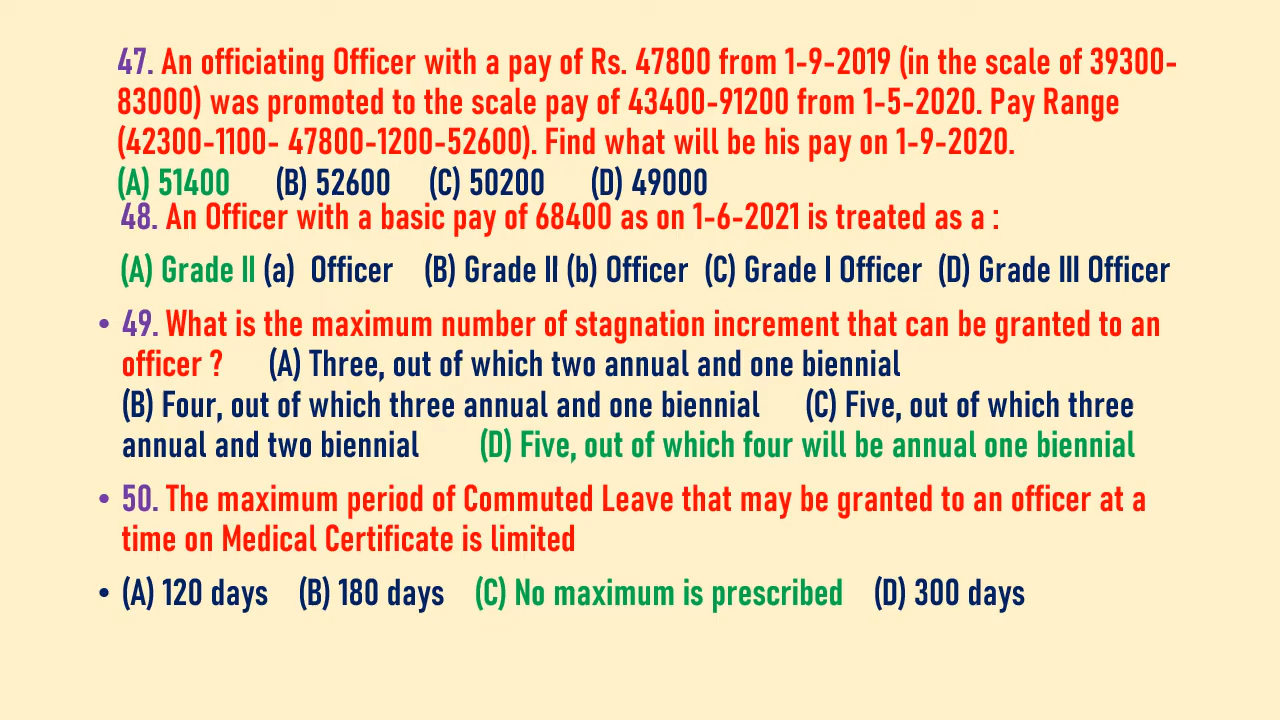 47. An officiating Officer with a pay of Rs. 47800 from 1-9-2019 (in the scale of 39300-
83000) was promoted to the scale pay of 43400-91200 from 1-5-2020. Pay Range
(42300-1100- 47800-1200-52600). Find what will be his pay on 1-9-2020.
(A) 51400 (B) 52600 (C) 50200 (D) 49000
48. An Officer with a basic pay of 68400 as on 1-6-2021 is treated as a :
(A) Grade II (a) Officer (B) Grade II (b) Officer (C) Grade I Officer (D) Grade III Officer
• 49. What is the maximum number of stagnation increment that can be granted to an
officer ? (A) Three, out of which two annual and one biennial
(B) Four, out of which three annual and one biennial (C) Five, out of which three
annual and two biennial (D) Five, out of which four will be annual one biennial
• 50. The maximum period of Commuted Leave that may be granted to an officer at a
time on Medical Certificate is limited
• (A) 120 days (B) 180 days (C) No maximum is prescribed (D) 300 days